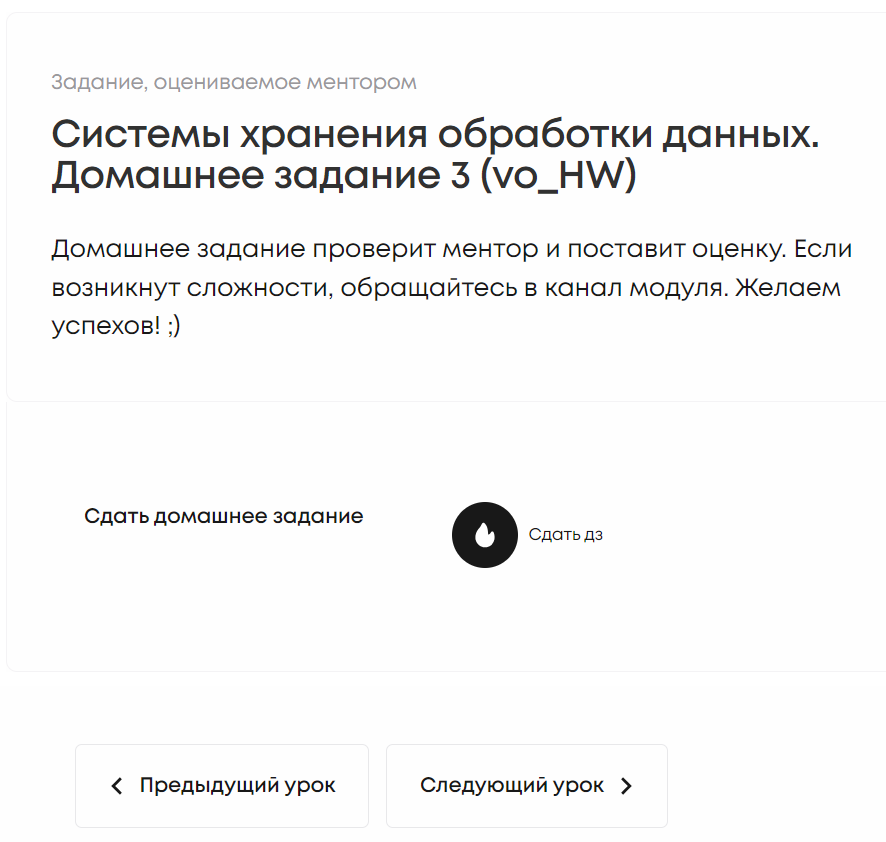 Задание, оцениваемое ментором
Системы хранения обработки данных.
Домашнее задание 3 (vo_HW)
Домашнее задание проверит ментор и поставит оценку. Если
возникнут сложности, обращайтесь в канал модуля. Желаем
успехов! ;)
Сдать домашнее задание
Сдать дз
Предыдущий урок
Следующий урок